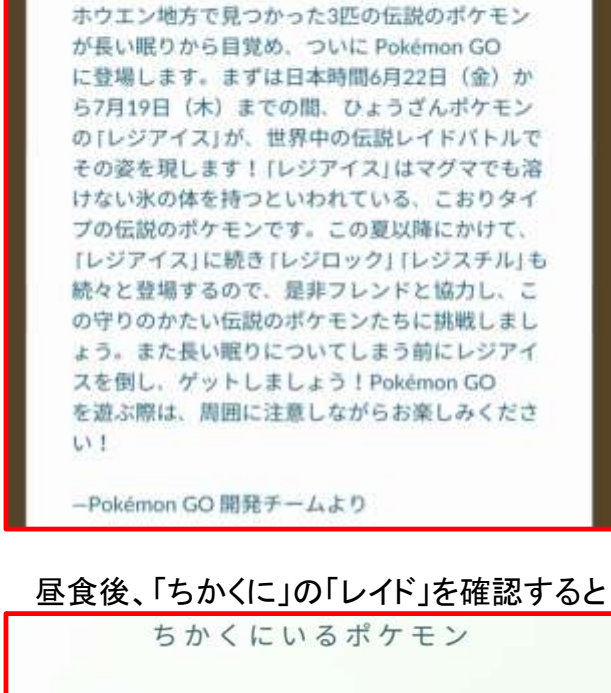 ホウエン地方で見つかった3匹の伝説のポケモン
が長い眠りから目覚め、ついに Pokémon GO
に登場します。まずは日本時間6月22日（金）か
ら7月19日（木）までの間、ひょうざんポケモン
の「レジアイス」が、世界中の伝説レイドバトルで
その姿を現します！「レジアイス」はマグマでも溶
けない氷の体を持つといわれている、こおりタイ
プの伝説のポケモンです。この夏以降にかけて、
「レジアイス」に続き「レジロック」「レジスチル」も
続々と登場するので、是非フレンドと協力し、こ
の守りのかたい伝説のポケモンたちに挑戦しまし
ょう。また長い眠りについてしまう前にレジアイ
スを倒し、ゲットしましょう！Pokémon GO
を遊ぶ際は、周囲に注意しながらお楽しみくださ
い！
—Pokémon GO 開発チームより
昼食後、「ちかくに」の「レイド」を確認すると
ちかくにいるポケモン